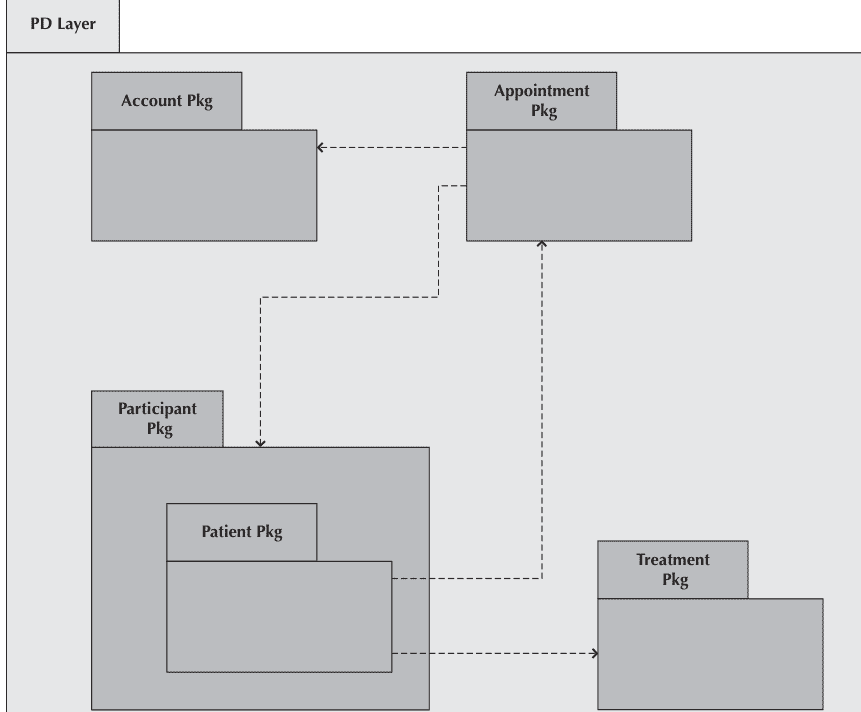 PD Layer
Account Pkg
Appointment
Pkg
Participant
Pkg
Patient Pkg
Treatment
Pkg